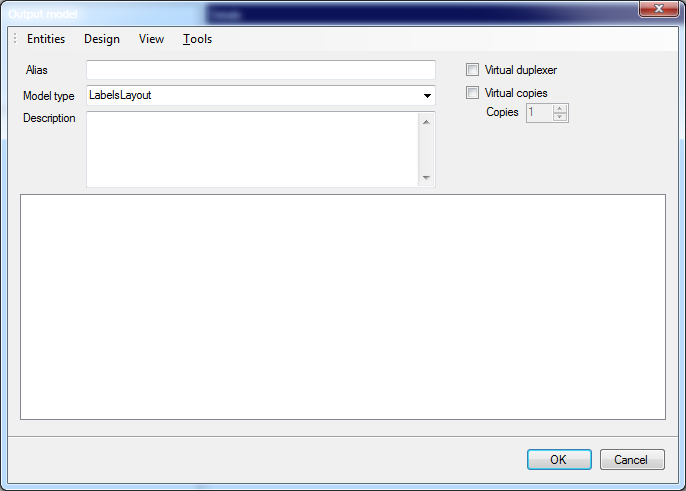 Output model
Entities Design View Tools
Alias
Virtual duplexer
Model type LabelsLayout
Virtual copies
Description
Copies 1
OK Cancel